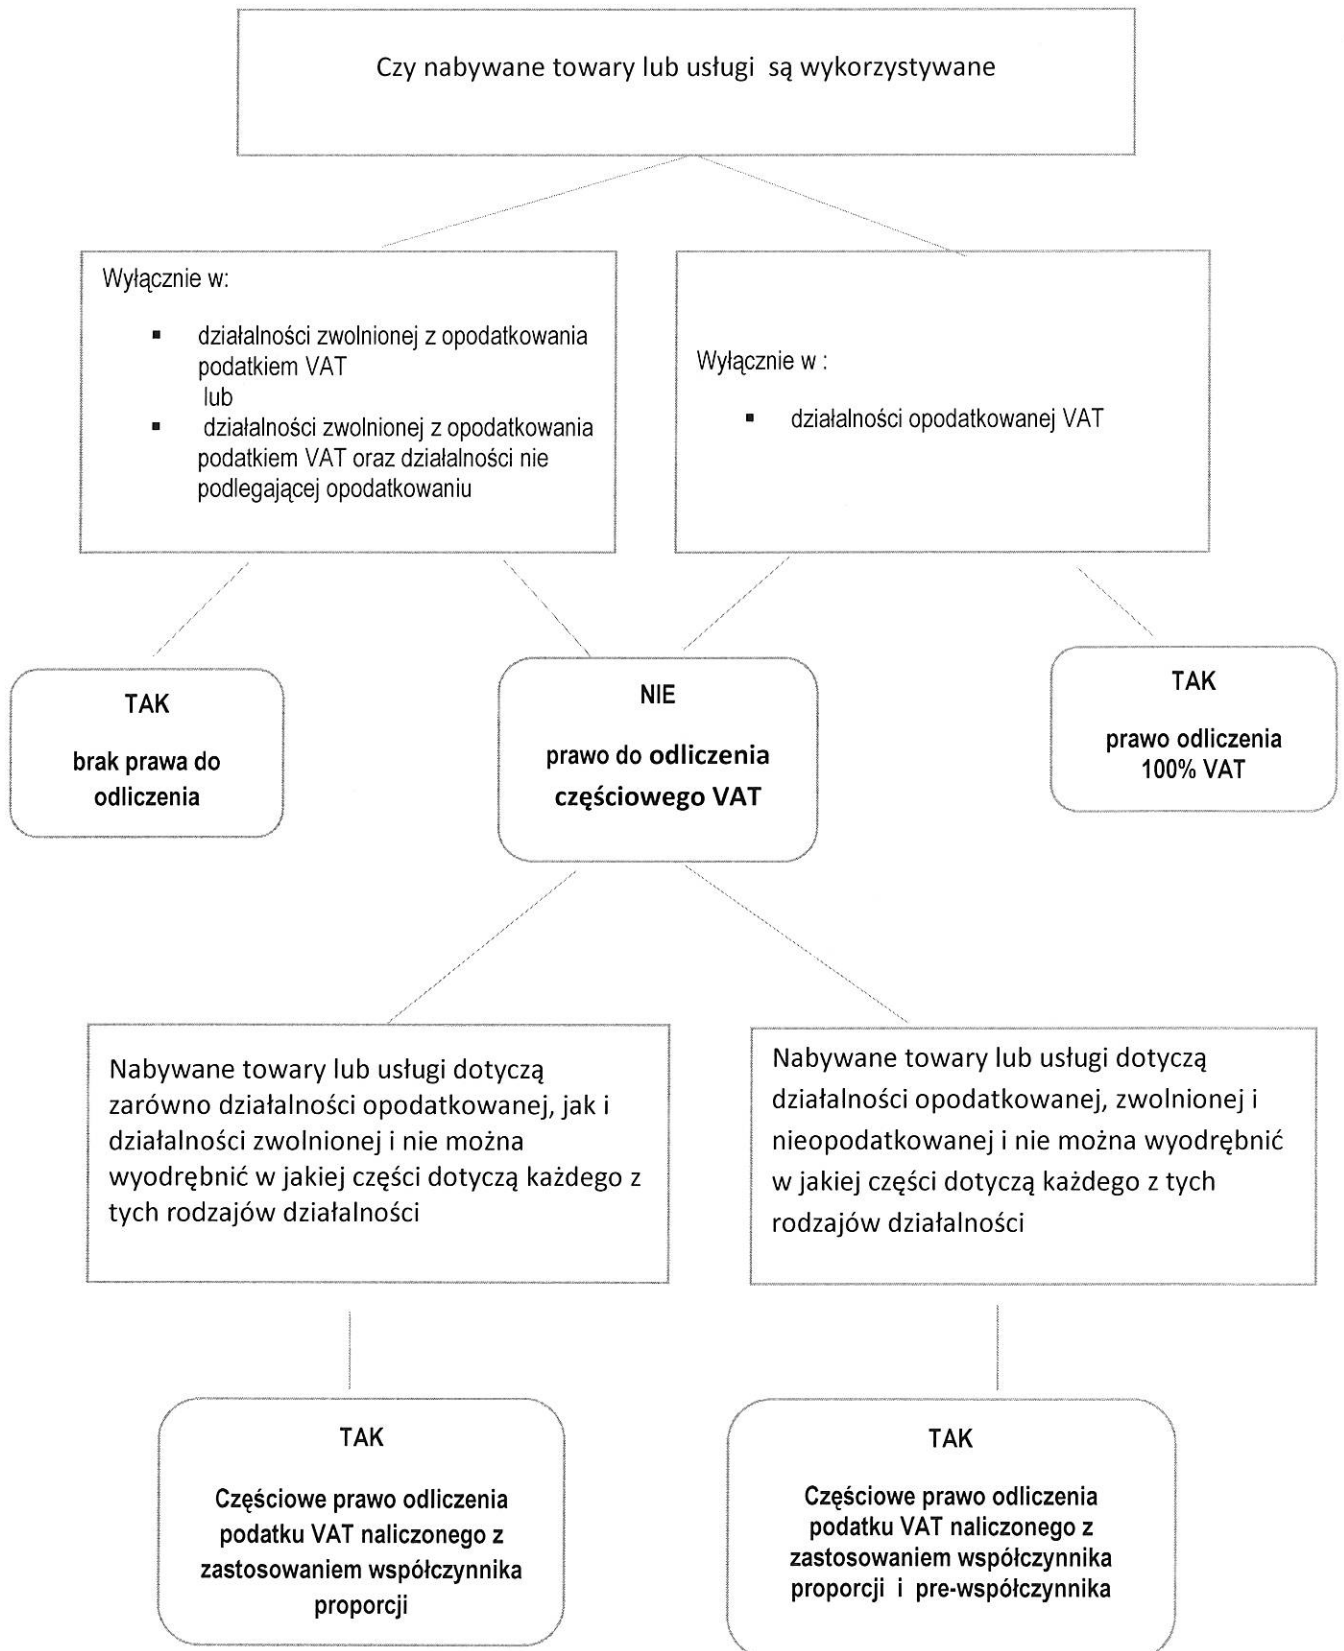 Czy nabywane towary lub usługi są wykorzystywane
Wyłącznie w:
▪ działalności zwolnionej z opodatkowania
podatkiem VAT
lub
▪ działalności zwolnionej z opodatkowania
podatkiem VAT oraz działalności nie
podlegającej opodatkowaniu
Wyłącznie w :
▪ działalności opodatkowanej VAT
TAK
brak prawa do
odliczenia
NIE
prawo do odliczenia
częściowego VAT
TAK
prawo odliczenia
100% VAT
Nabywane towary lub usługi dotyczą
zarówno działalności opodatkowanej, jak i
działalności zwolnionej i nie można
wyodrębnić w jakiej części dotyczą każdego z
tych rodzajów działalności
Nabywane towary lub usługi dotyczą
działalności opodatkowanej, zwolnionej i
nieopodatkowanej i nie można wyodrębnić
w jakiej części dotyczą każdego z tych
rodzajów działalności
TAK
Częściowe prawo odliczenia
podatku VAT naliczonego z
zastosowaniem współczynnika
proporcji
TAK
Częściowe prawo odliczenia
podatku VAT naliczonego z
zastosowaniem współczynnika
proporcji i pre-współczynnika